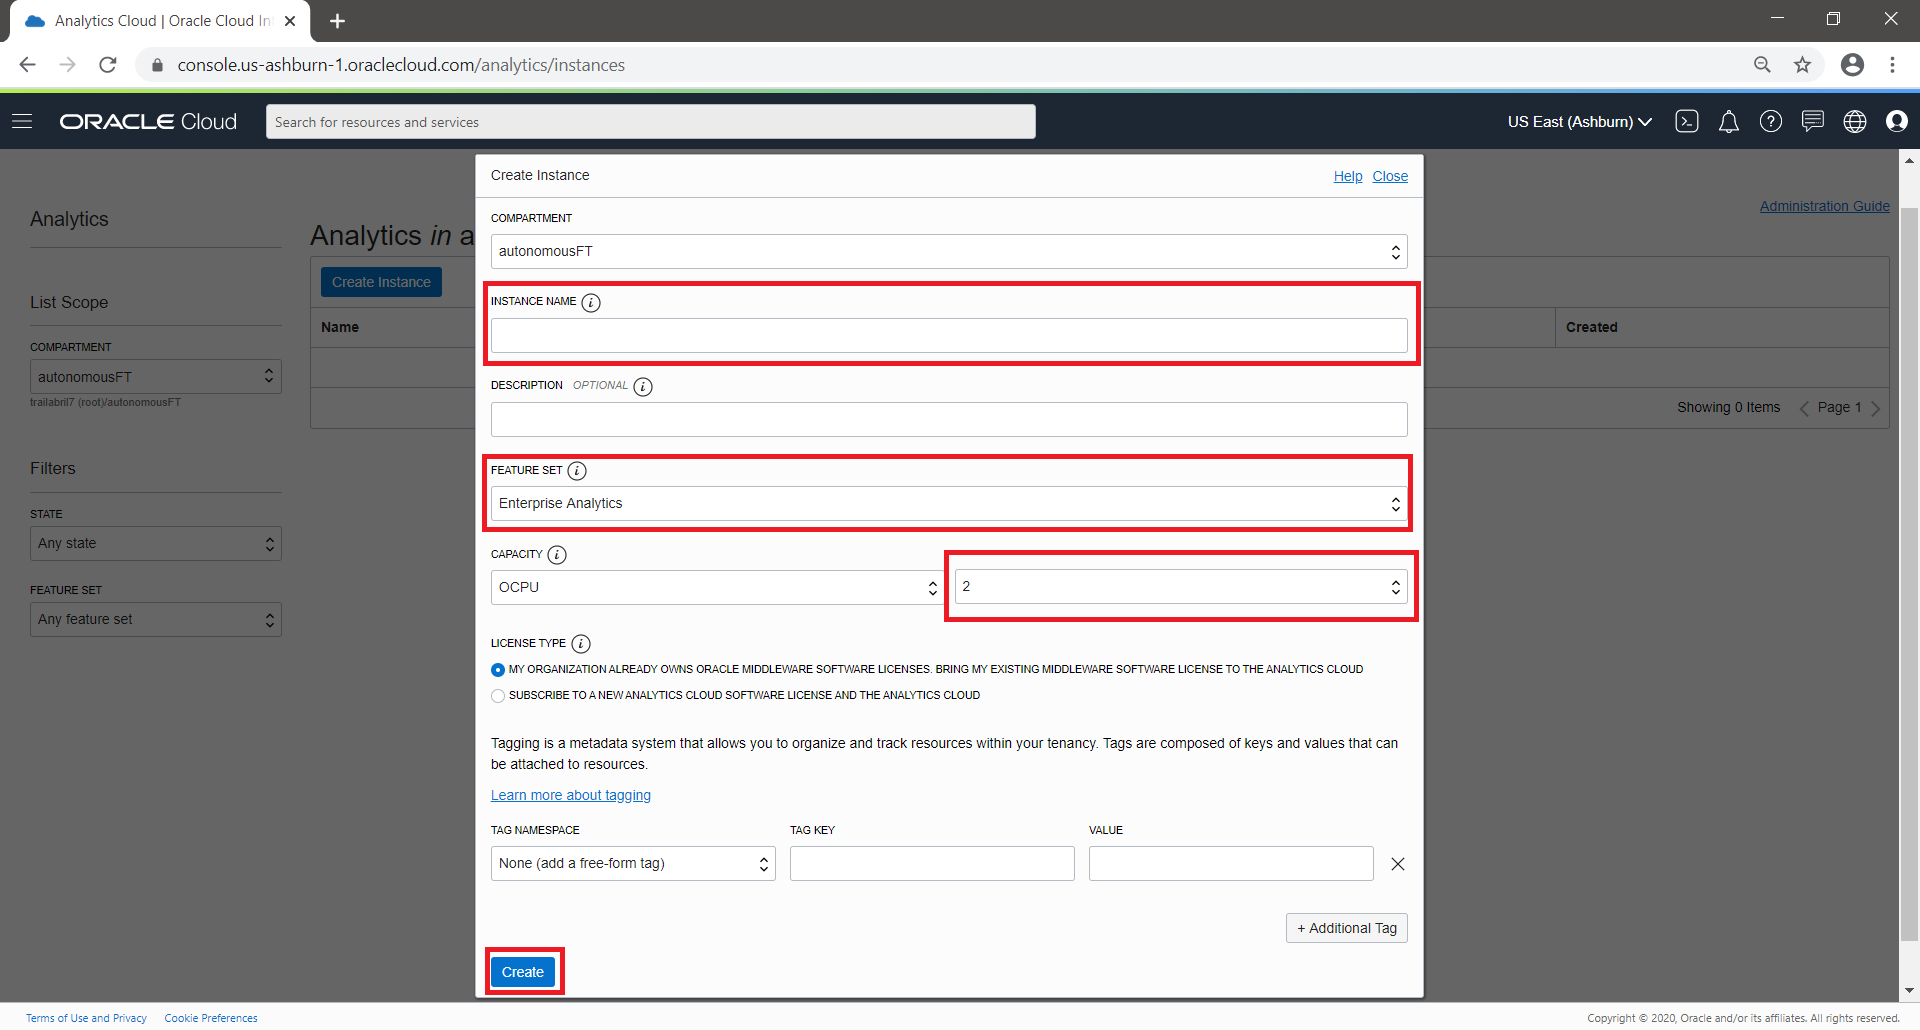 Analytics Cloud | Oracle Cloud In
console.us-ashburn-1.oraclecloud.com/analytics/instances
ORACLE Cloud
Search for resources and services
US East (Ashburn)
Create Instance
Help Close
Administration Guide
Analytics
Analytics in a
Create Instance
Name
Created
Showing 0 Items
Page 1
List Scope
COMPARTMENT
autonomousFT
trailabril7 (root)/autonomousFT
Filters
STATE
Any state
FEATURE SET
Any feature set
COMPARTMENT
autonomousFT
INSTANCE NAME i
DESCRIPTION OPTIONAL i
FEATURE SET i
Enterprise Analytics
CAPACITY i
OCPU
2
LICENSE TYPE i
MY ORGANIZATION ALREADY OWNS ORACLE MIDDLEWARE SOFTWARE LICENSES. BRING MY EXISTING MIDDLEWARE SOFTWARE LICENSE TO THE ANALYTICS CLOUD
SUBSCRIBE TO A NEW ANALYTICS CLOUD SOFTWARE LICENSE AND THE ANALYTICS CLOUD
Tagging is a metadata system that allows you to organize and track resources within your tenancy. Tags are composed of keys and values that can
be attached to resources.
Learn more about tagging
TAG NAMESPACE TAG KEY VALUE
None (add a free-form tag)
+ Additional Tag
Create
Terms of Use and Privacy Cookie Preferences
Copyright © 2020, Oracle and/or its affiliates. All rights reserved.